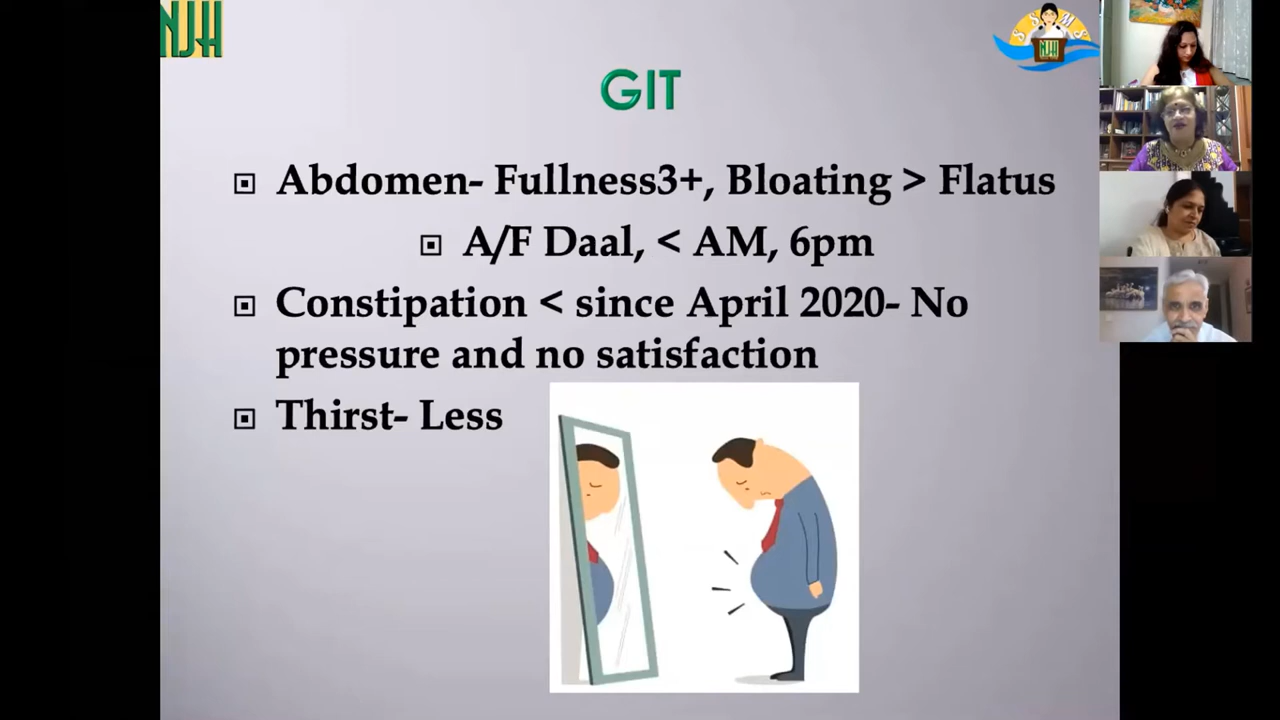 NJH
S S M S
NJH
GIT
Abdomen- Fullness3+, Bloating > Flatus
A/F Daal, < AM, 6pm
Constipation < since April 2020- No
pressure and no satisfaction
Thirst- Less